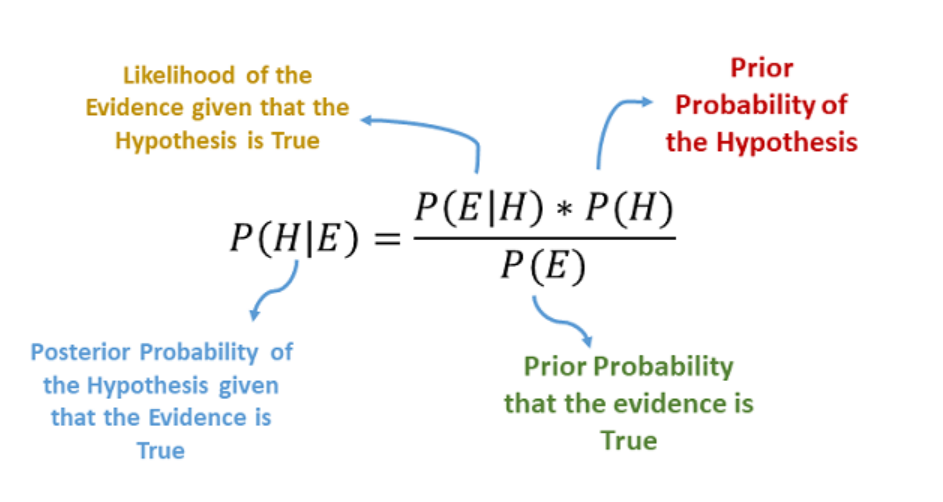 Likelihood of the
Evidence given that the
Hypothesis is True
Prior
Probability of
the Hypothesis
P(E|H) * P(H)
P(H|E) =
P(E)
Posterior Probability of
the Hypothesis given
that the Evidence is
True
Prior Probability
that the evidence is
True